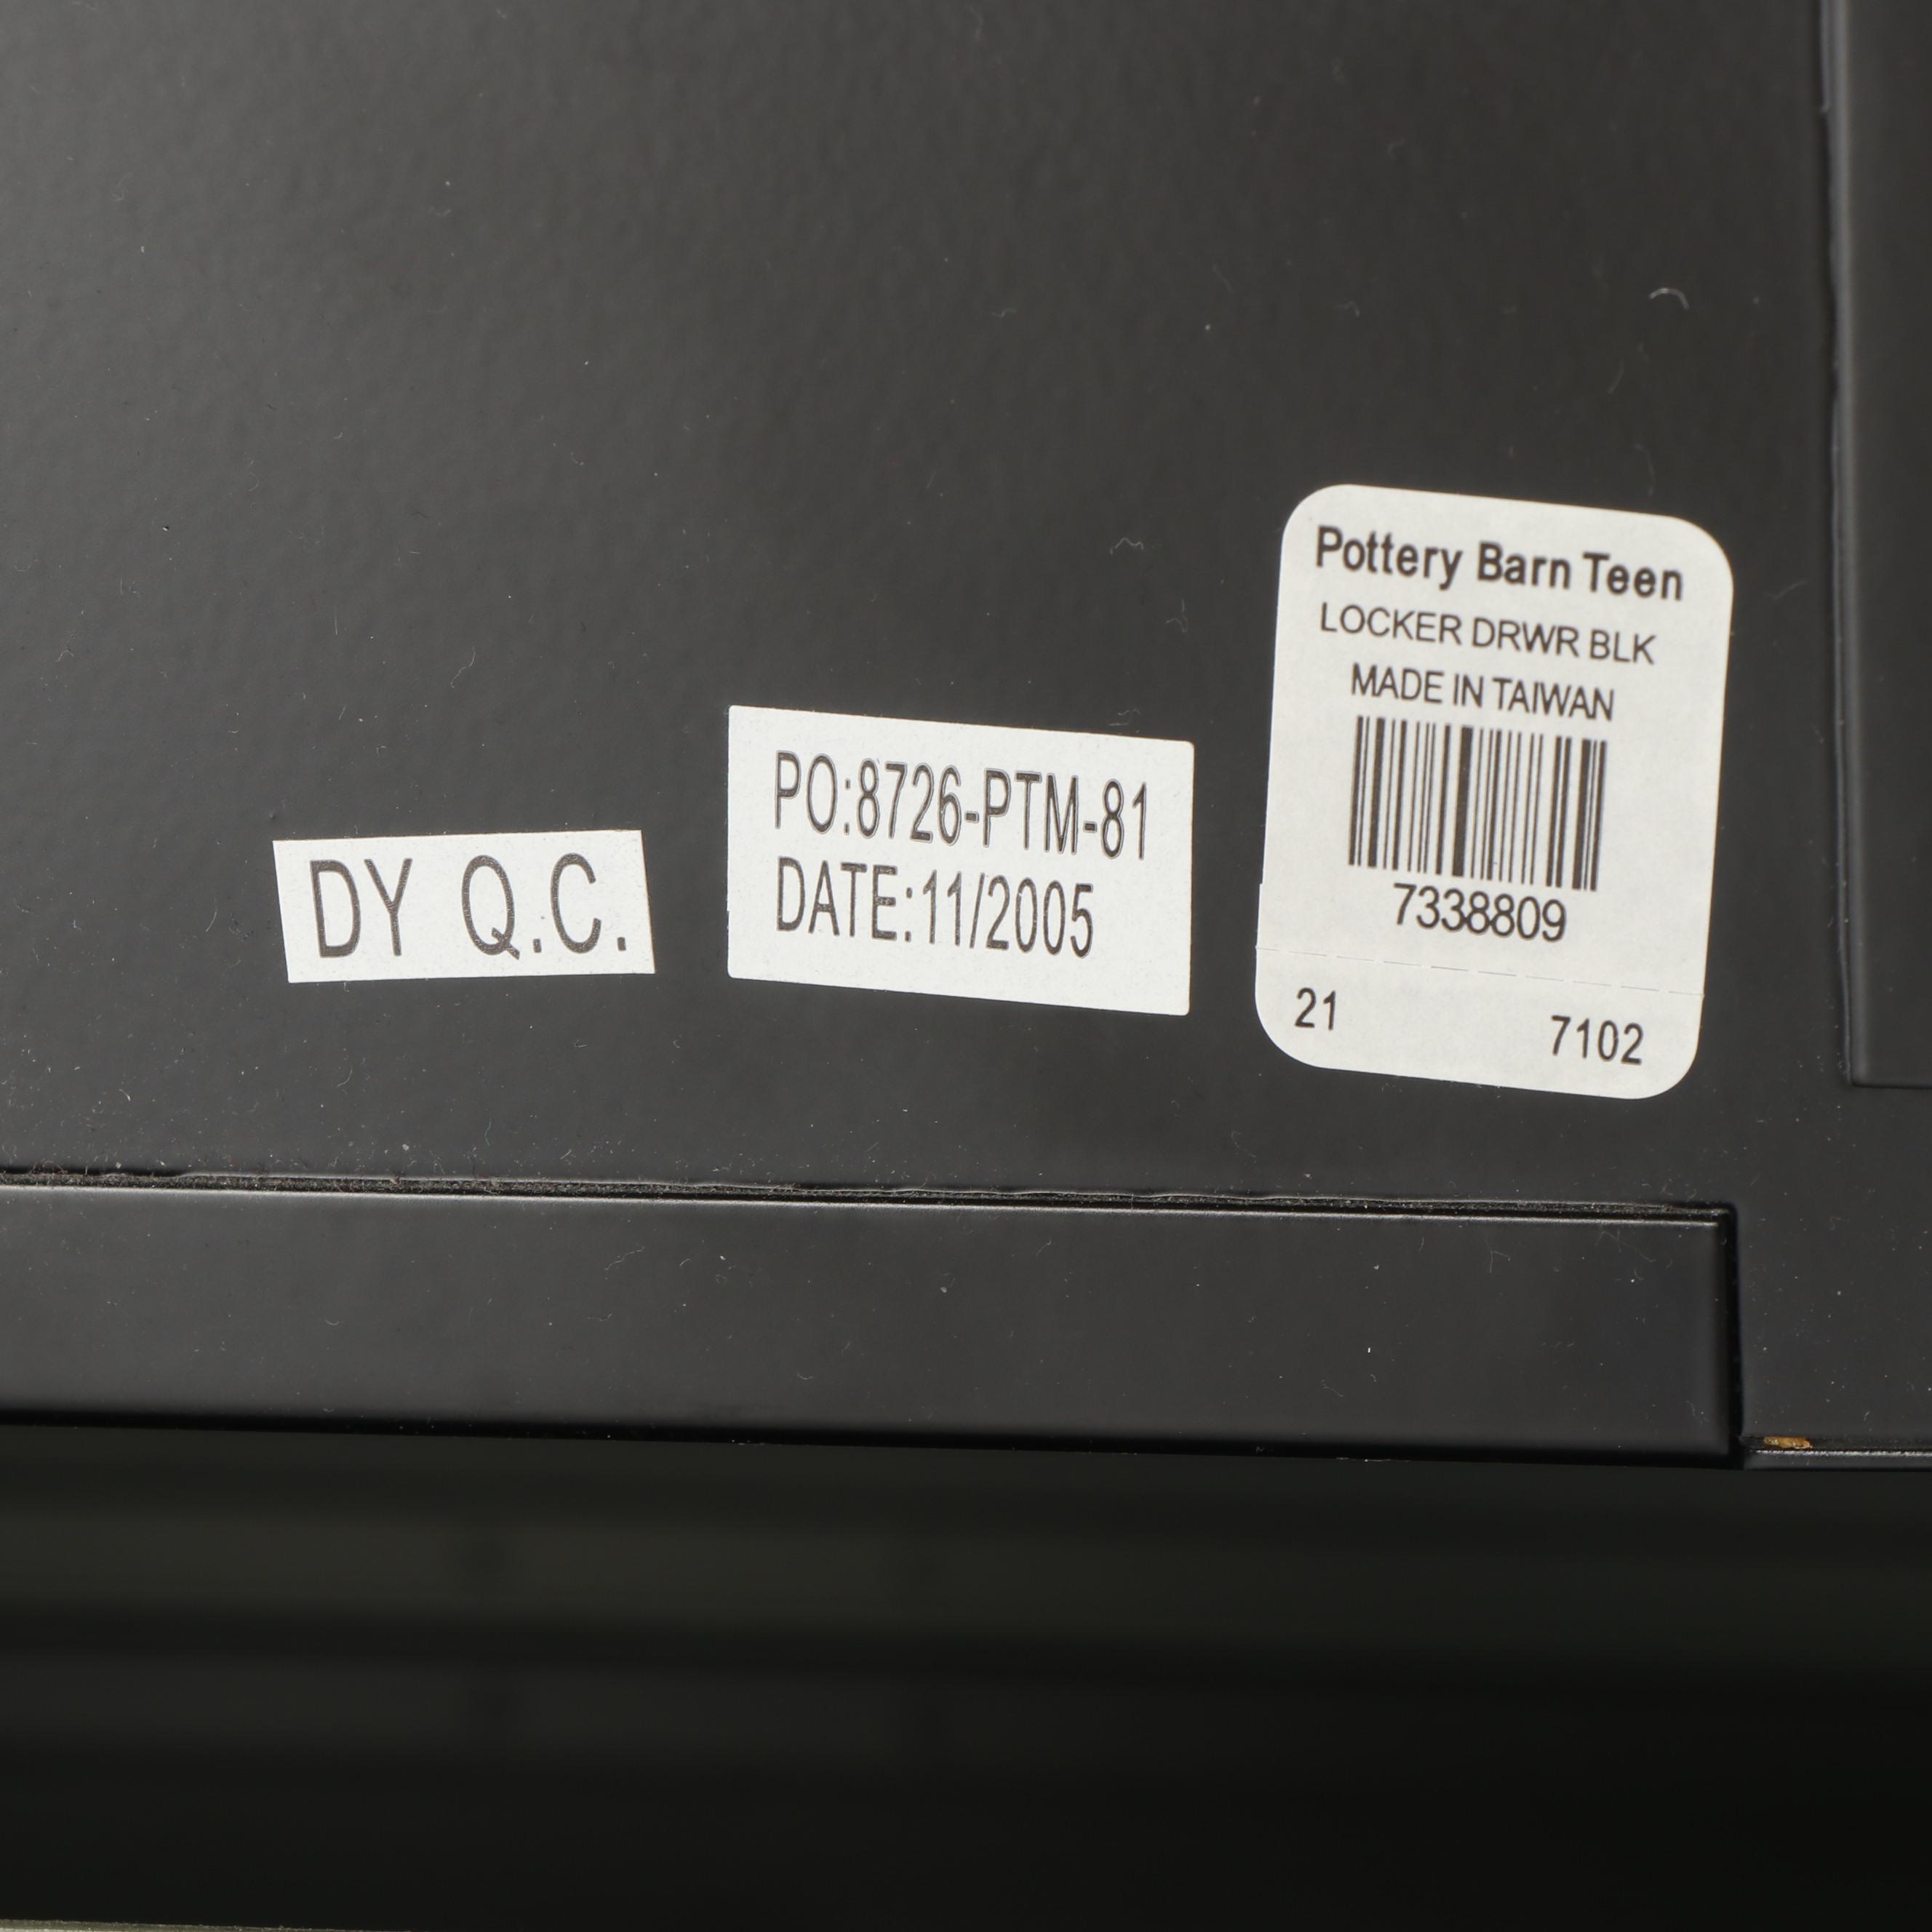 DY Q.C.
PO:8726-PTM-81
DATE:11/2005
Pottery Barn Teen
LOCKER DRWR BLK
MADE IN TAIWAN
7338809
21 7102